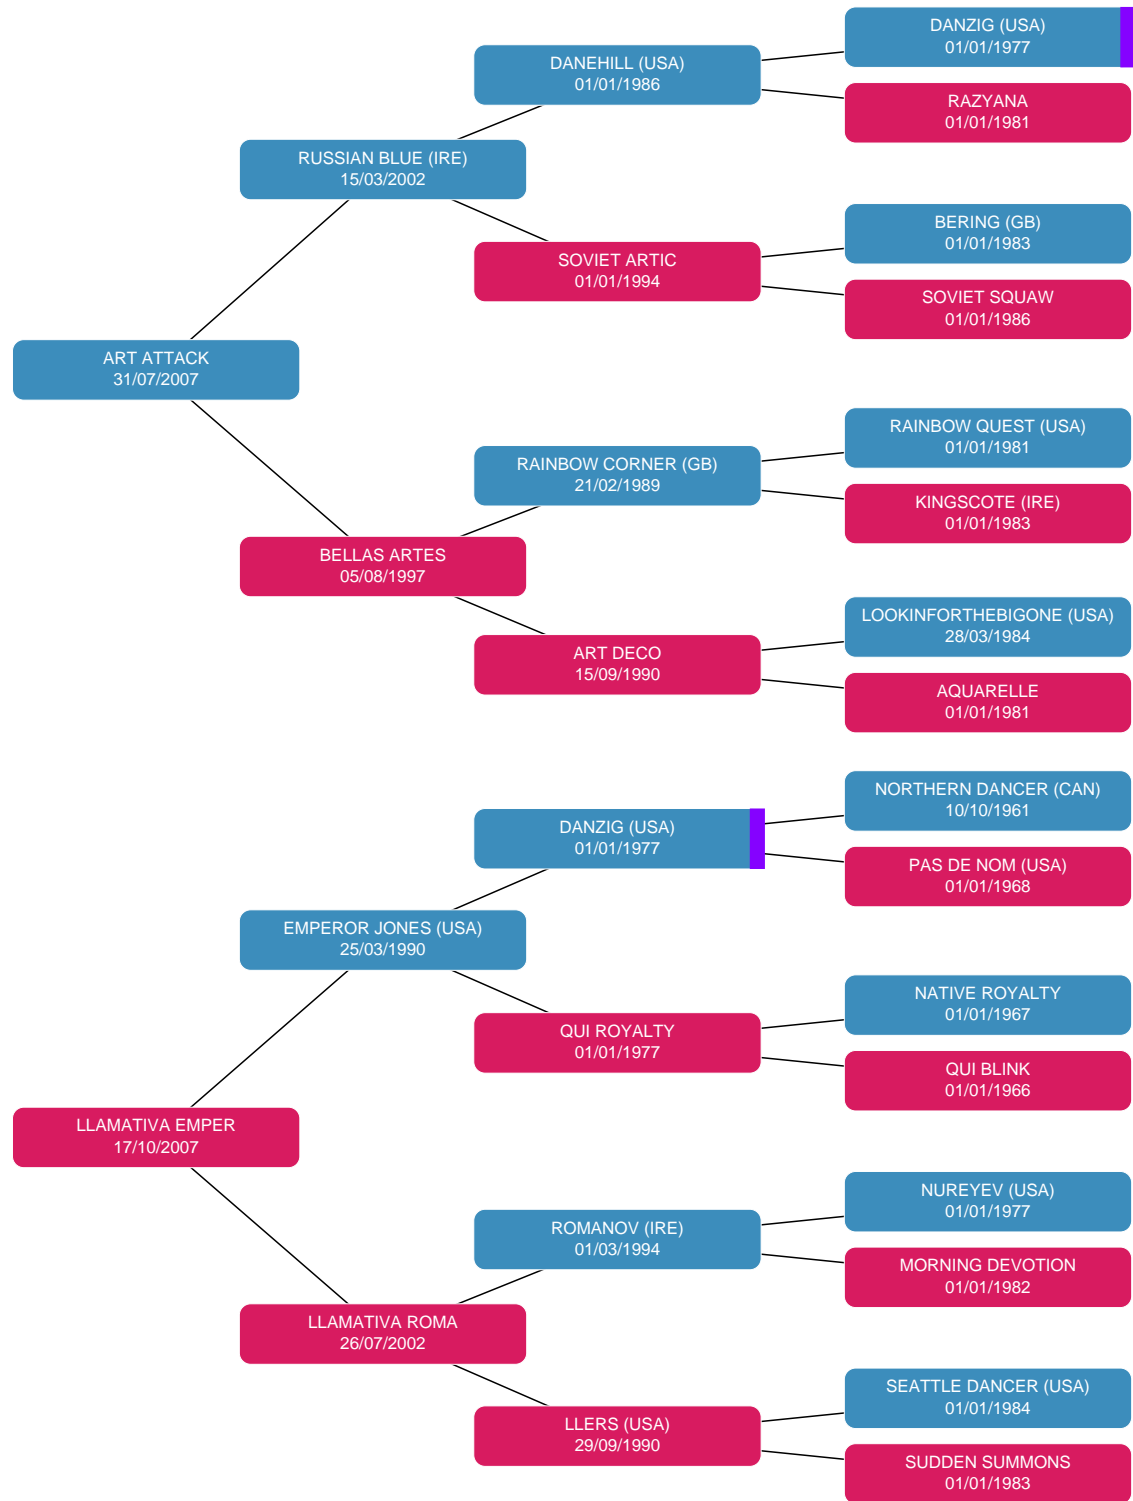 DANZIG (USA)
01/01/1977
DANEHILL (USA)
01/01/1986
RAZYANA
01/01/1981
RUSSIAN BLUE (IRE)
15/03/2002
BERING (GB)
01/01/1983
SOVIET ARTIC
01/01/1994
SOVIET SQUAW
01/01/1986
ART ATTACK
31/07/2007
RAINBOW QUEST (USA)
01/01/1981
RAINBOW CORNER (GB)
21/02/1989
KINGSCOTE (IRE)
01/01/1983
BELLAS ARTES
05/08/1997
LOOKINFORTHEBIGONE (USA)
28/03/1984
ART DECO
15/09/1990
AQUARELLE
01/01/1981
NORTHERN DANCER (CAN)
10/10/1961
DANZIG (USA)
01/01/1977
PAS DE NOM (USA)
01/01/1968
EMPEROR JONES (USA)
25/03/1990
NATIVE ROYALTY
01/01/1967
QUI ROYALTY
01/01/1977
QUI BLINK
01/01/1966
LLAMATIVA EMPER
17/10/2007
NUREYEV (USA)
01/01/1977
ROMANOV (IRE)
01/03/1994
MORNING DEVOTION
01/01/1982
LLAMATIVA ROMA
26/07/2002
SEATTLE DANCER (USA)
01/01/1984
LLERS (USA)
29/09/1990
SUDDEN SUMMONS
01/01/1983